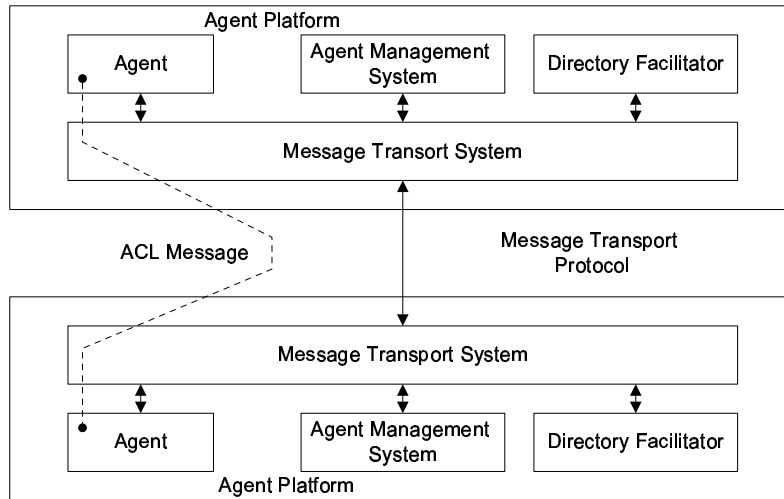 Agent Platform
Agent
Agent Management
System
Directory Facilitator
Message Transort System
ACL Message
Message Transport
Protocol
Message Transport System
Agent
Agent Management
System
Directory Facilitator
Agent Platform